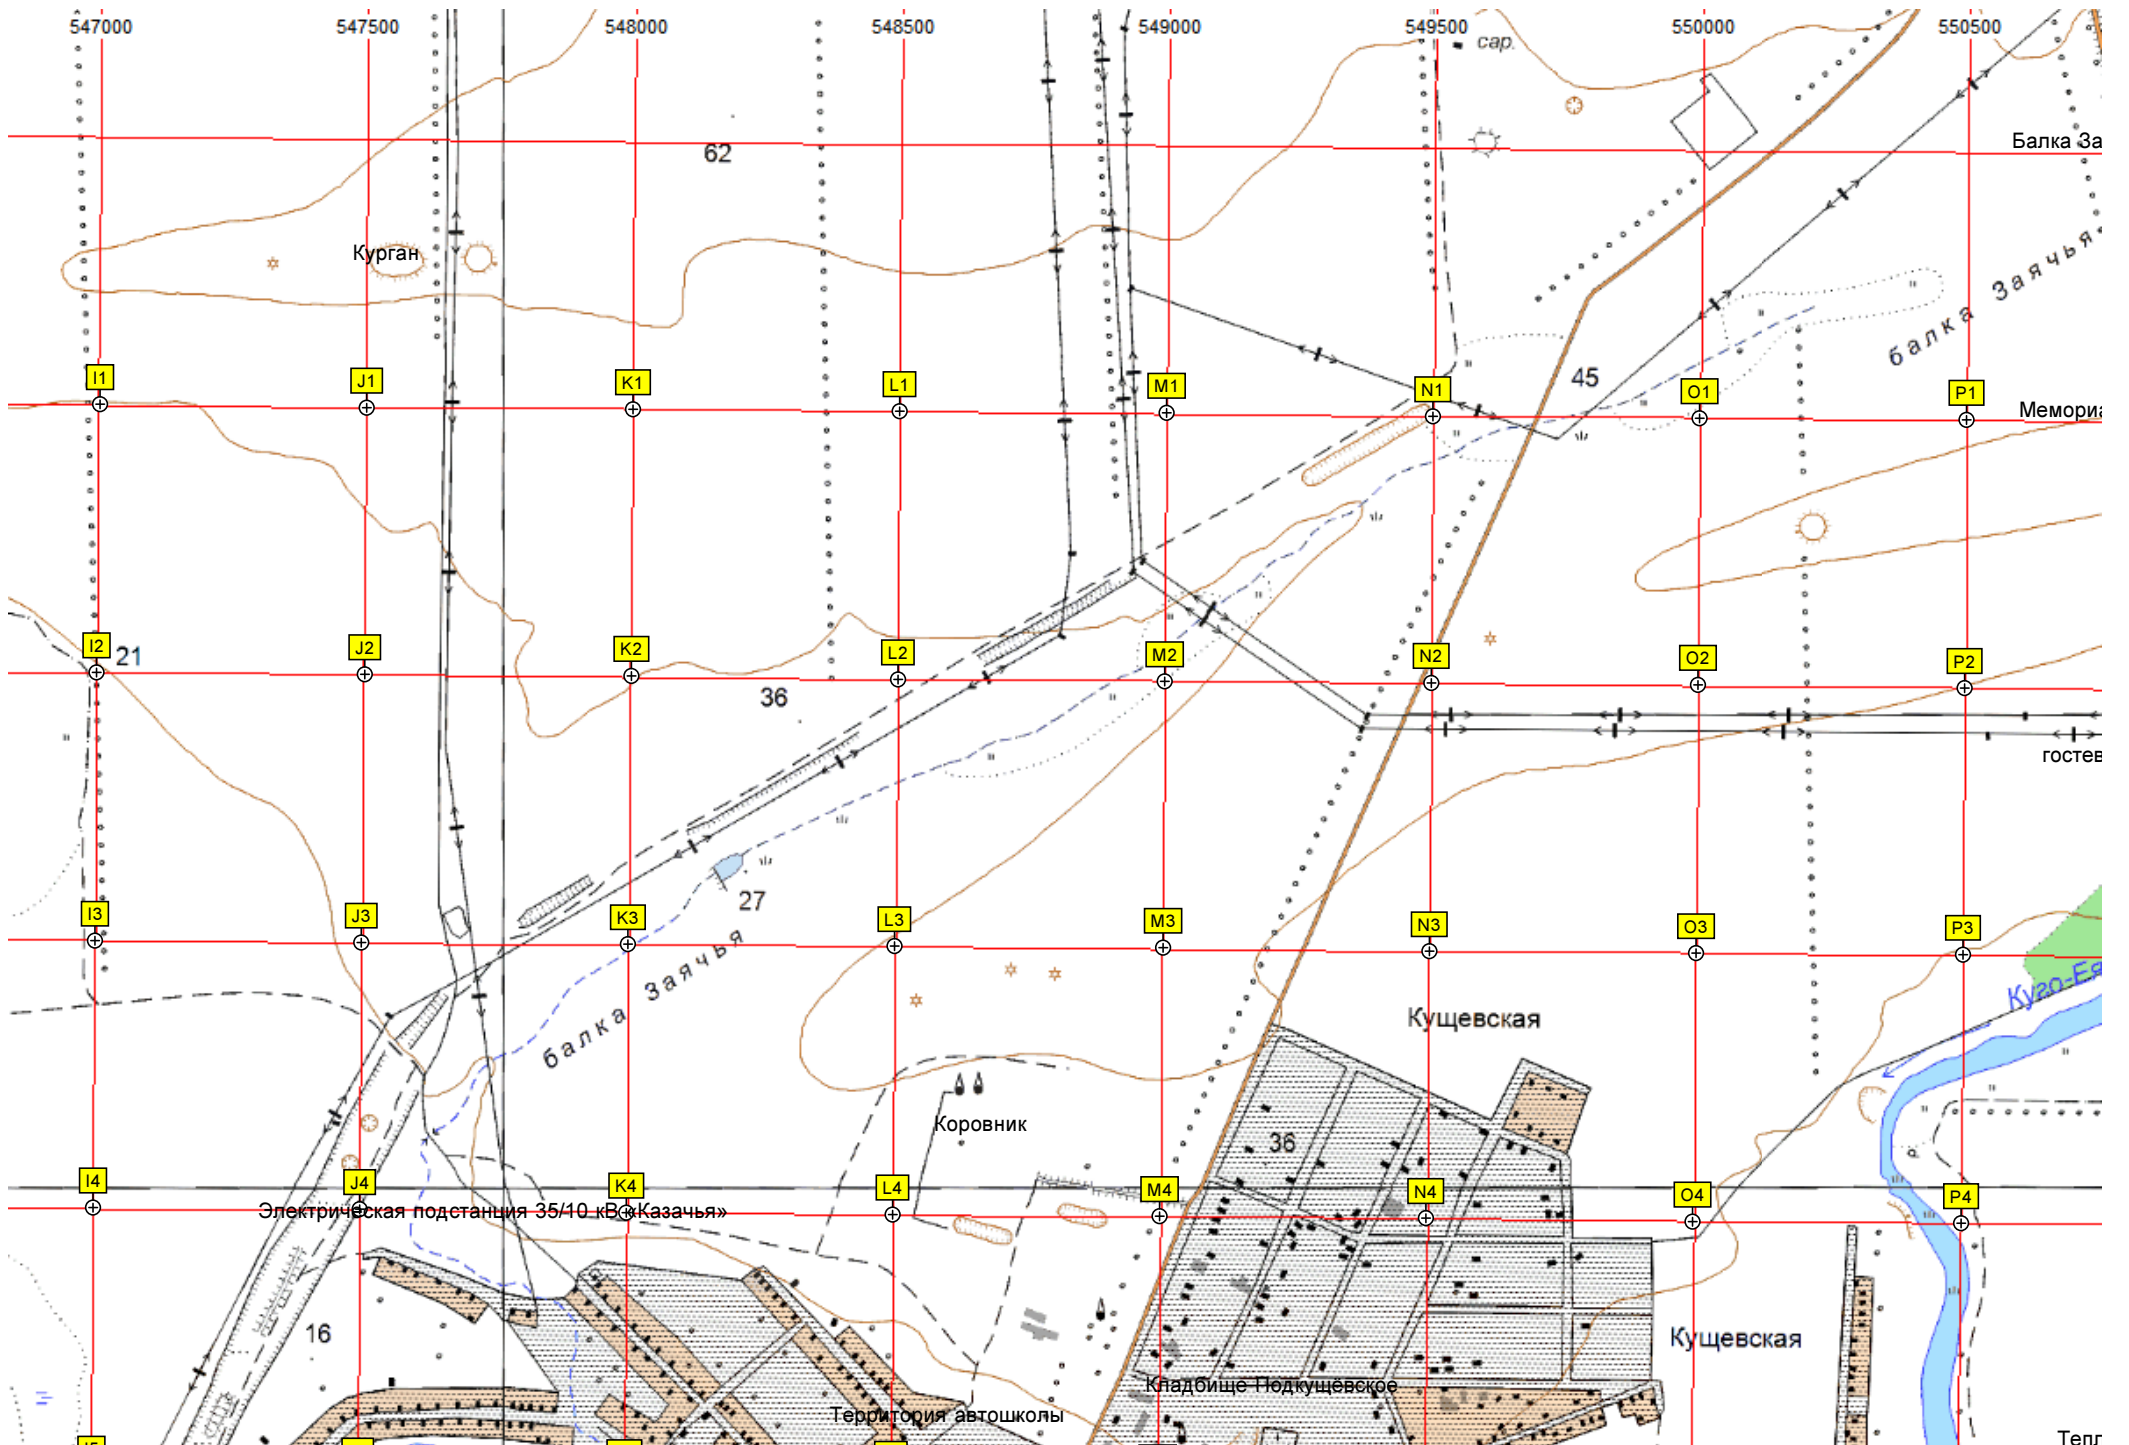 547000 547500 548000 548500 549000 549500 550000 550500
сар.
Балка За
62
Курган
балка Заячья
I1 J1 K1 L1 M1 N1 45 O1 P1
Мемориа
I2 21 J2 K2 L2 M2 N2 O2 P2
36
гостев
27
I3 J3 K3 L3 M3 N3 O3 P3
балка Заячья
Куго-Ея
Кущевская
Коровник
36
I4 J4 K4 L4 M4 N4 O4 P4
Электрическая подстанция 35/10 кВ «Казачья»
16
Кущевская
Кладбище Подкущёвское
Территория автошколы
Тепл